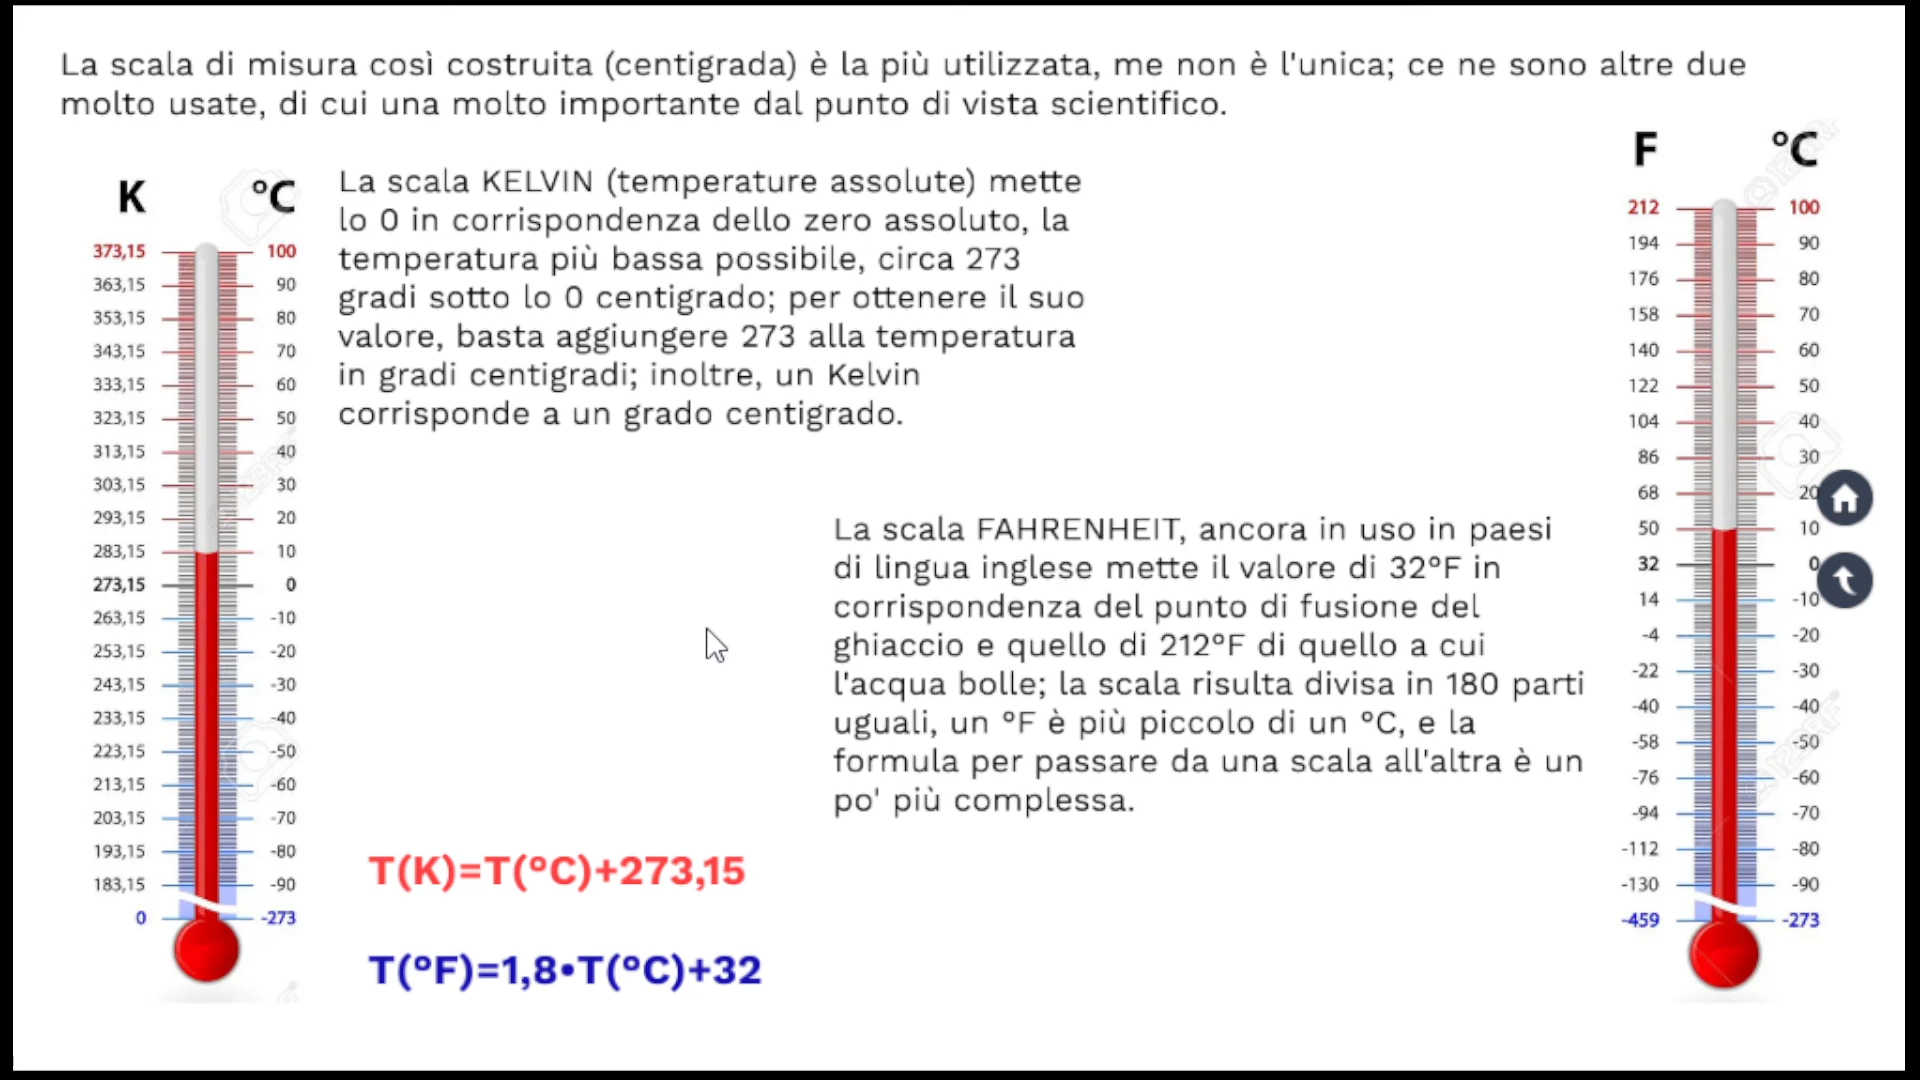 La scala di misura così costruita (centigrada) è la più utilizzata, me non è l'unica; ce ne sono altre due
molto usate, di cui una molto importante dal punto di vista scientifico.
K °C
373,15 100
363,15 90
353,15 80
343,15 70
333,15 60
323,15 50
313,15 40
303,15 30
293,15 20
283,15 10
273,15 0
263,15 -10
253,15 -20
243,15 -30
233,15 -40
223,15 -50
213,15 -60
203,15 -70
193,15 -80
183,15 -90
0 -273
La scala KELVIN (temperature assolute) mette
lo 0 in corrispondenza dello zero assoluto, la
temperatura più bassa possibile, circa 273
gradi sotto lo 0 centigrado; per ottenere il suo
valore, basta aggiungere 273 alla temperatura
in gradi centigradi; inoltre, un Kelvin
corrisponde a un grado centigrado.
La scala FAHRENHEIT, ancora in uso in paesi
di lingua inglese mette il valore di 32°F in
corrispondenza del punto di fusione del
ghiaccio e quello di 212°F di quello a cui
l'acqua bolle; la scala risulta divisa in 180 parti
uguali, un °F è più piccolo di un °C, e la
formula per passare da una scala all'altra è un
po' più complessa.
T(K)=T(°C)+273,15
T(°F)=1,8•T(°C)+32
F °C
212 100
194 90
176 80
158 70
140 60
122 50
104 40
86 30
68 20
50 10
32 0
14 -10
-4 -20
-22 -30
-40 -40
-58 -50
-76 -60
-94 -70
-112 -80
-130 -90
-459 -273